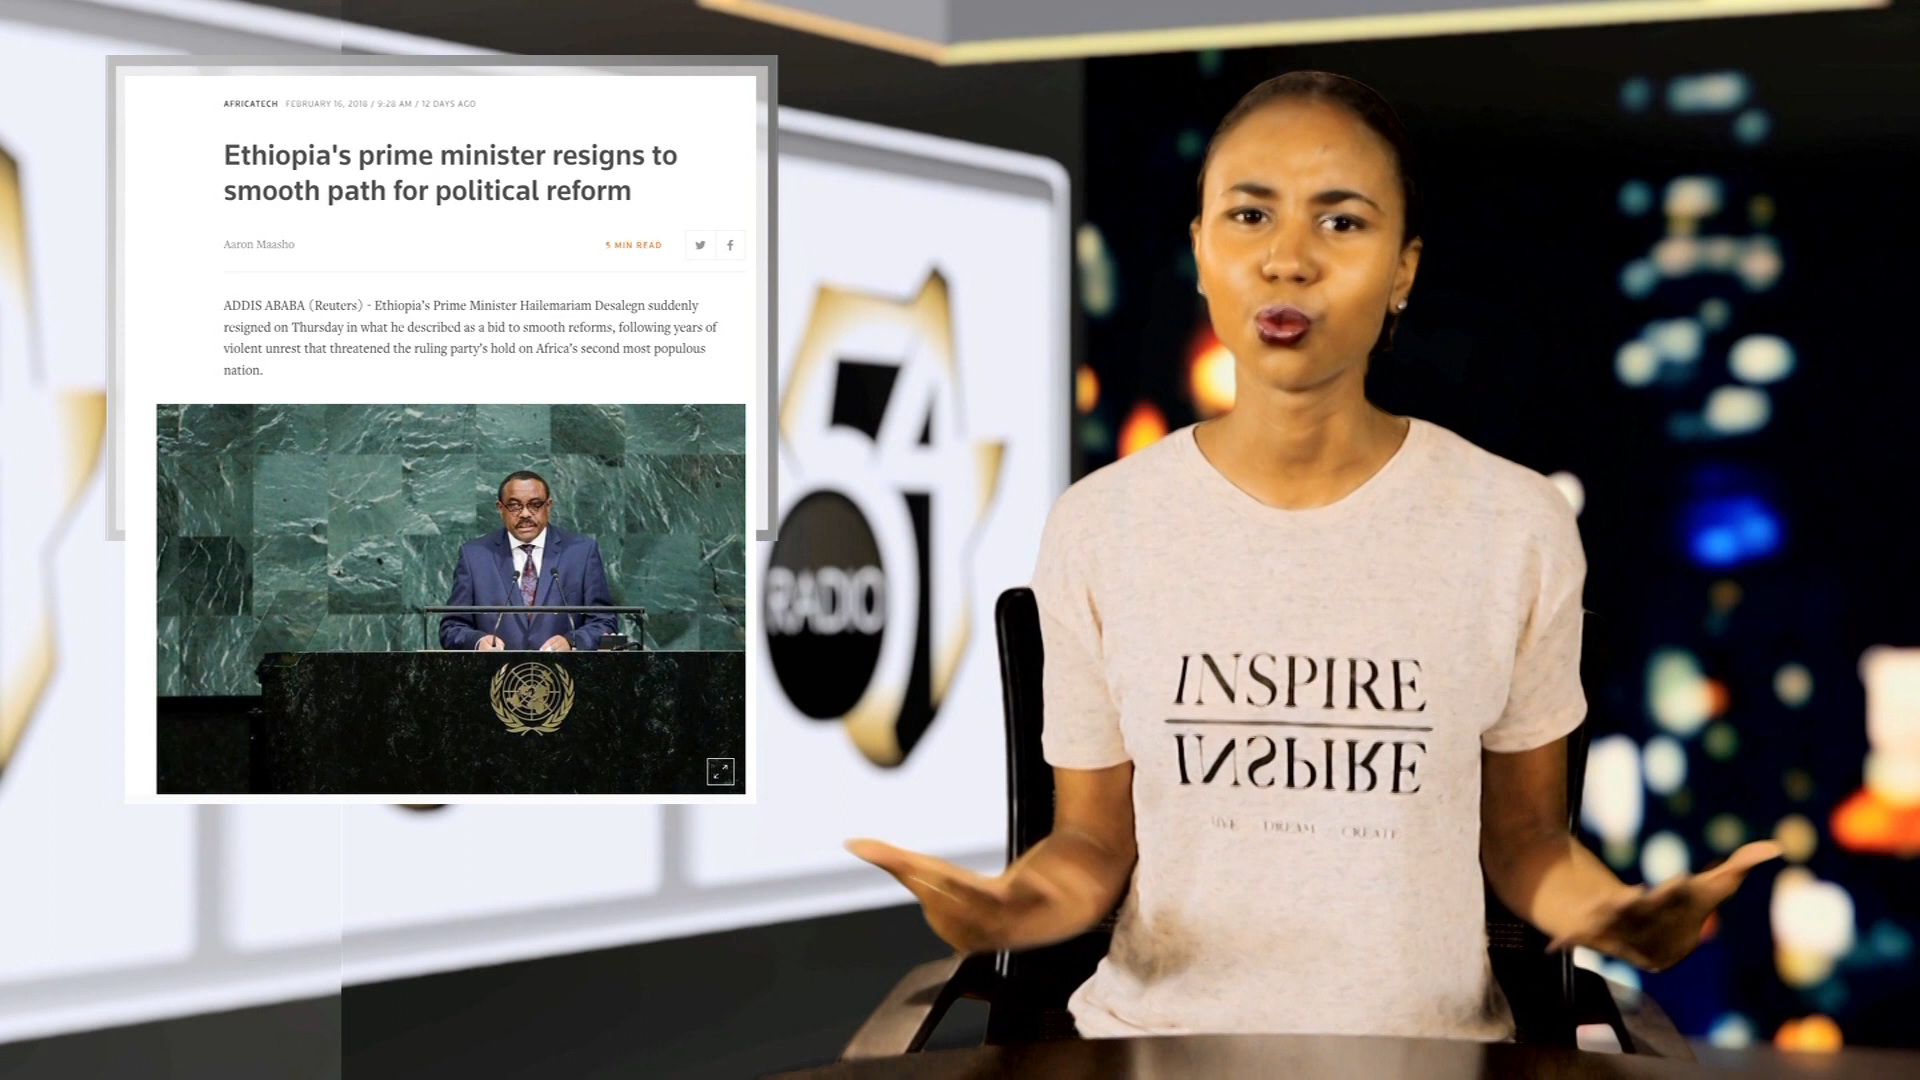 AFRICATECH FEBRUARY 16, 2018 / 9:28 AM / 12 DAYS AGO
Ethiopia's prime minister resigns to
smooth path for political reform
Aaron Maasho
5 MIN READ
ADDIS ABABA (Reuters) - Ethiopia's Prime Minister Hailemariam Desalegn suddenly
resigned on Thursday in what he described as a bid to smooth reforms, following years of
violent unrest that threatened the ruling party's hold on Africa's second most populous
nation.
54
RADIO
INSPIRE
INSPIRE
LIVE DREAM CREATE